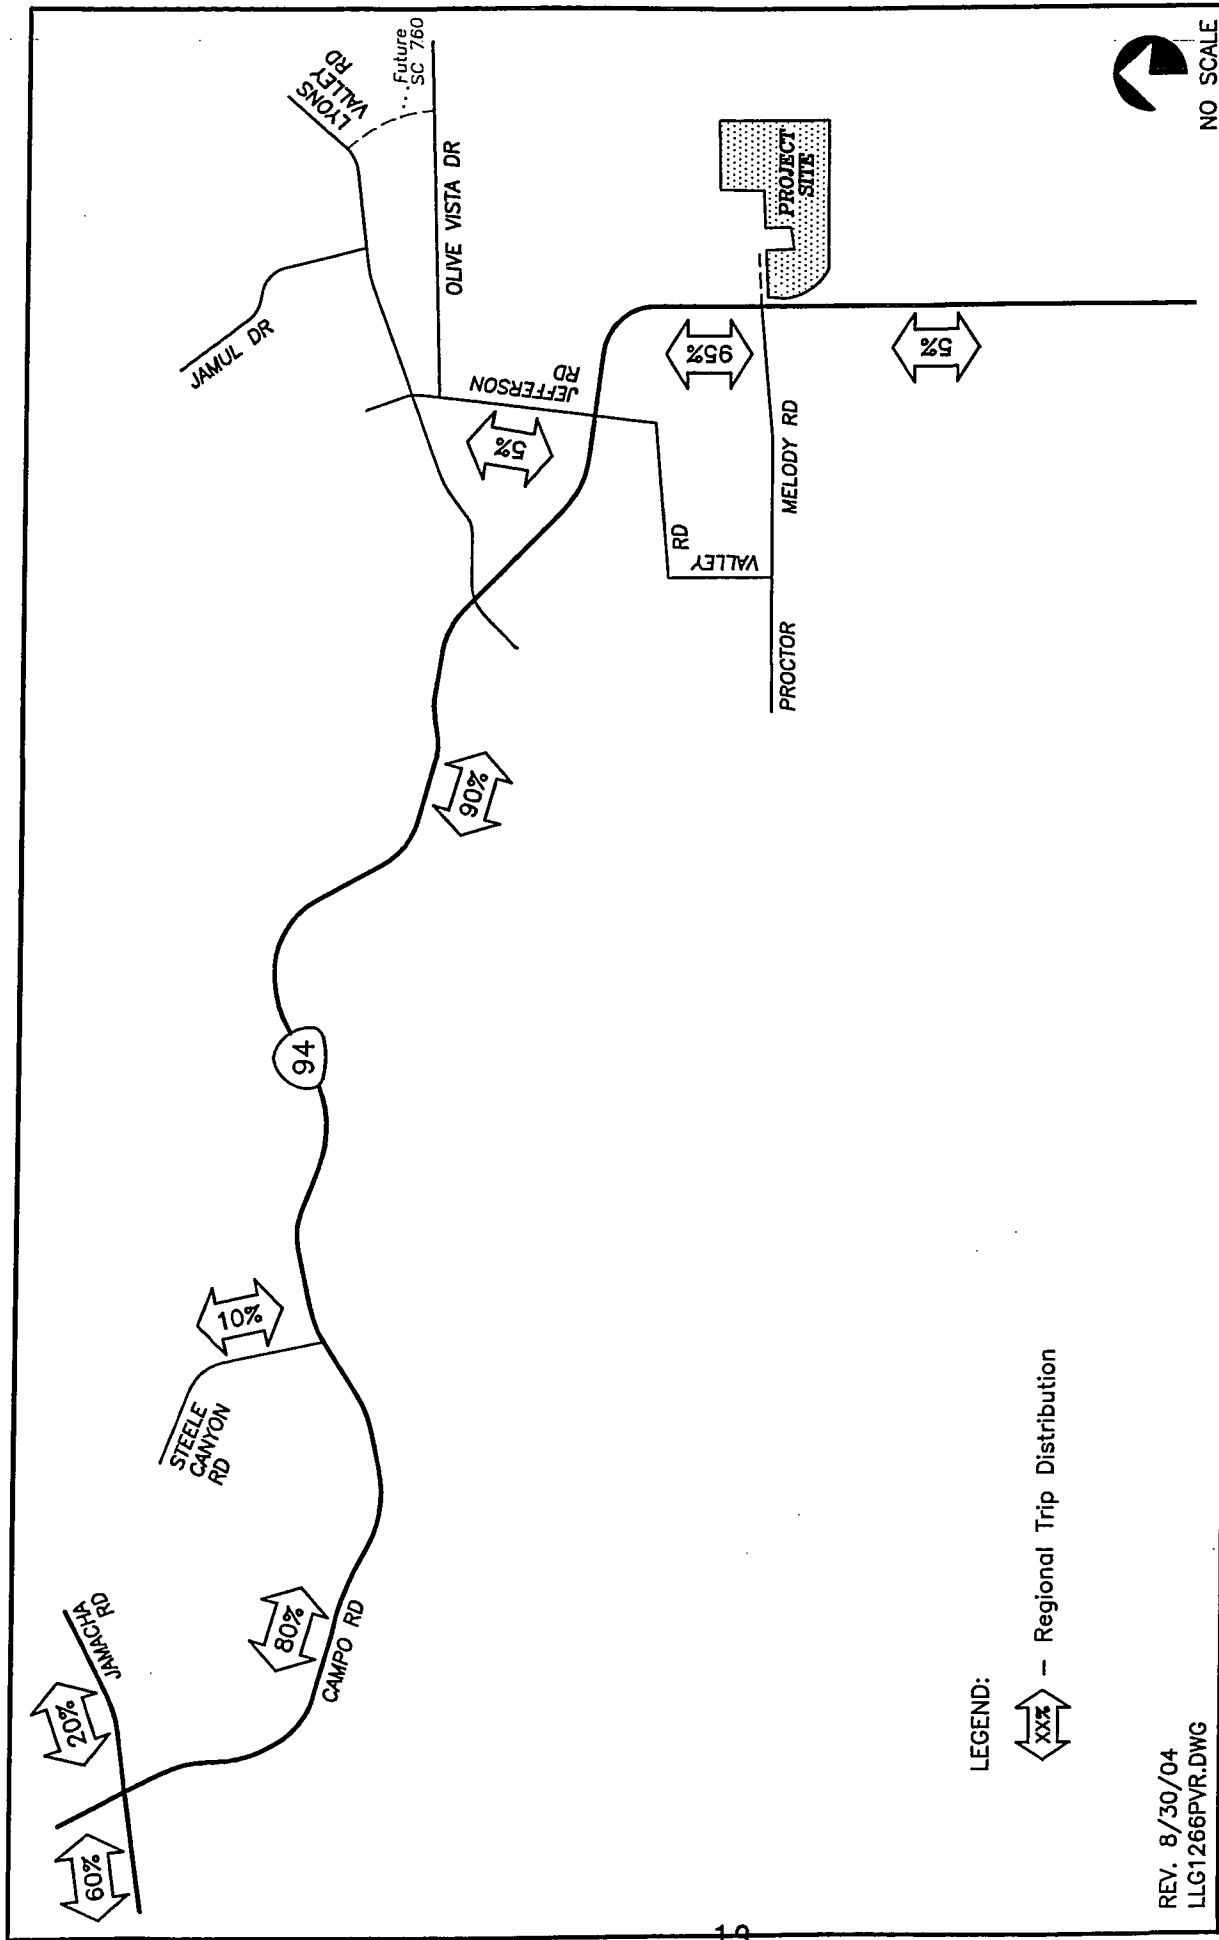 JAMACHA
RD
20%
60%
80%
CAMPO RD
STEELE
CANYON
RD
10%
94
90%
JAMUL DR
LYONS
VALLEY
RD
Future
SC 760
OLIVE VISTA DR
JEFFERSON
RD
5%
95%
PROJECT
SITE
5%
MELODY RD
VALLEY
RD
PROCTOR
LEGEND:
XX% – Regional Trip Distribution
REV. 8/30/04
LLG1266PVR.DWG
NO SCALE